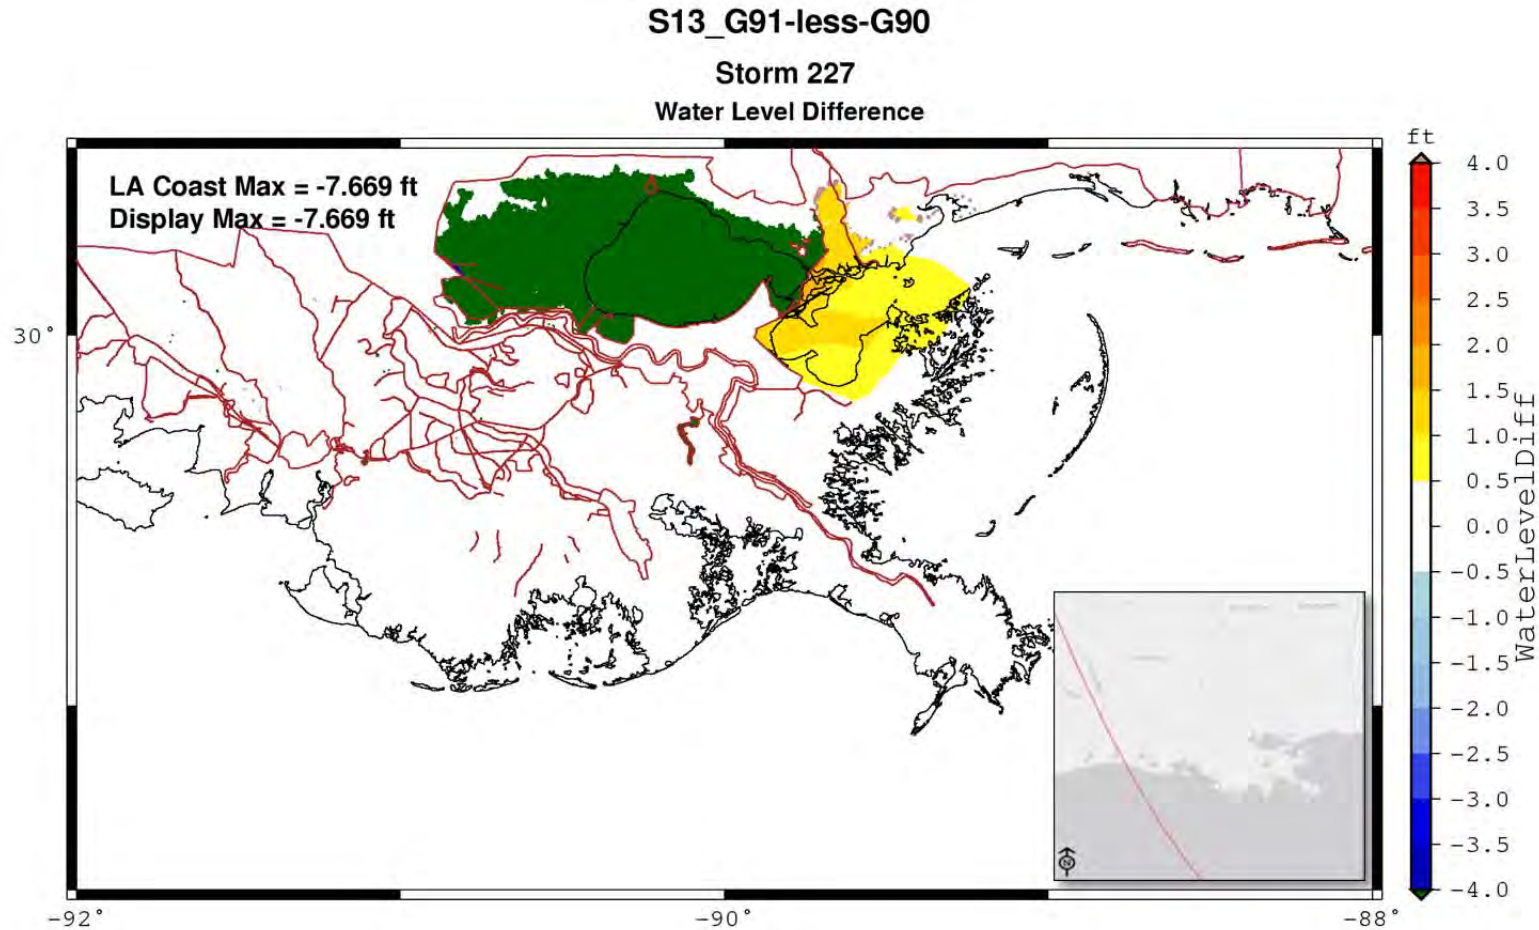 S13_G91-less-G90
Storm 227
Water Level Difference
LA Coast Max = -7.669 ft
Display Max = -7.669 ft
ft
4.0
3.5
3.0
2.5
2.0
1.5
1.0
0.5
0.0
-0.5
-1.0
-1.5
-2.0
-2.5
-3.0
-3.5
-4.0
WaterlevelDiff
30°
-92°
-90°
-88°
N